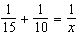 1/15 + 1/10 = 1/x